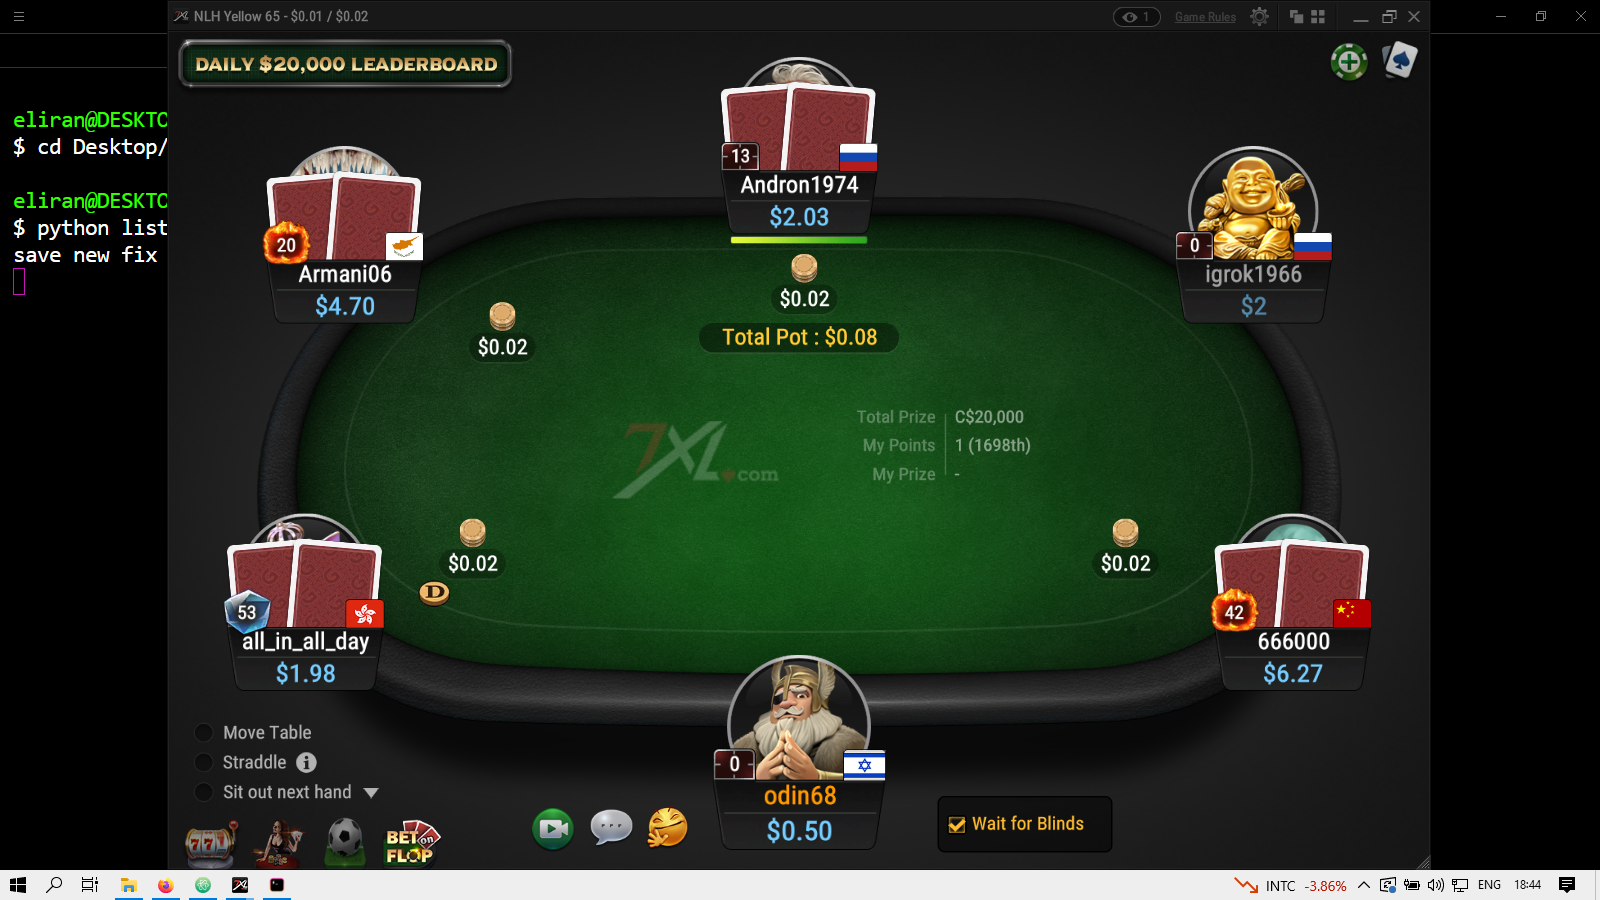 NLH Yellow 65 - $0.01 / $0.02
1
Game Rules
DAILY $20,000 LEADERBOARD
eliran@DESKTO
$ cd Desktop/
eliran@DESKTO
$ python list
save new fix
13
Andron1974
$2.03
20
Armani06
$4.70
0
igrok1966
$2
$0.02
$0.02
Total Pot : $0.08
Total Prize C$20,000
My Points 1 (1698th)
My Prize -
7XL.com
$0.02
D
$0.02
53
all_in_all_day
$1.98
42
666000
$6.27
Move Table
Straddle i
Sit out next hand
0
odin68
$0.50
Wait for Blinds
777
BET on
FLOP
INTC -3.86%
ENG
18:44